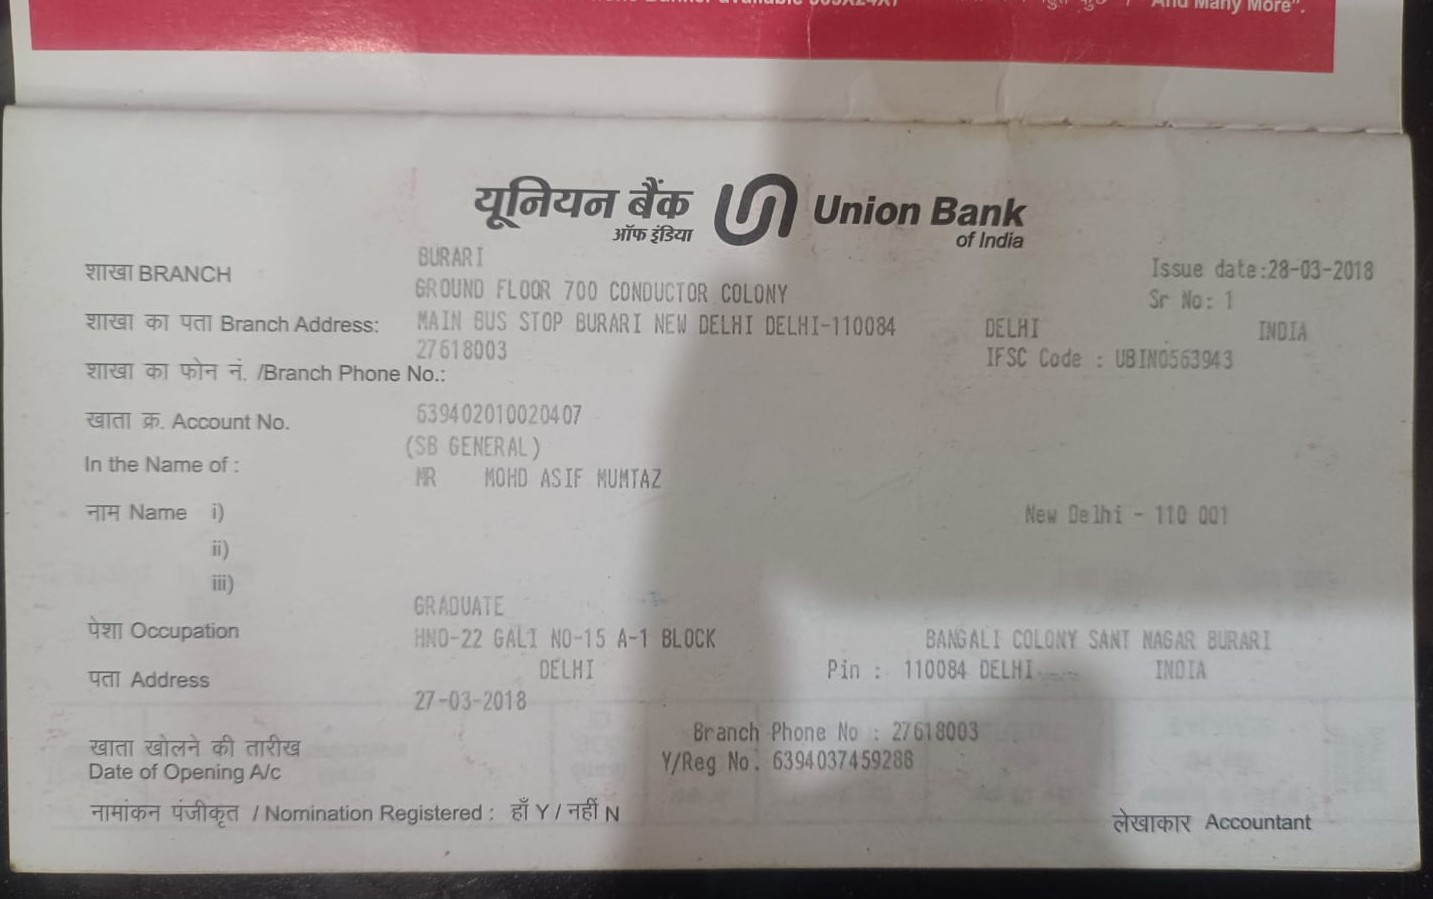 And Many More".
यूनियन बैंक
ऑफ इंडिया
Union Bank
of India
BURARI
शाखा BRANCH
Issue date:28-03-2018
GROUND FLOOR 700 CONDUCTOR COLONY
Sr No: 1
शाखा का पता Branch Address:
MAIN BUS STOP BURARI NEW DELHI DELHI-110084 DELHI INDIA
27618003
IFSC Code : UBIN0563943
शाखा का फोन नं. /Branch Phone No.:
खाता क्र. Account No. 639402010020407
(SB GENERAL)
In the Name of :
MR MOHD ASIF MUMTAZ
नाम Name i)
New Delhi - 110 001
ii)
iii)
GRADUATE
पेशा Occupation
HNO-22 GALI NO-15 A-1 BLOCK BANGALI COLONY SANT NAGAR BURARI
DELHI Pin : 110084 DELHI INDIA
पता Address
27-03-2018
Branch Phone No : 27618003
खाता खोलने की तारीख
Y/Reg No. 6394037459288
Date of Opening A/c
नामांकन पंजीकृत / Nomination Registered : हाँ Y / नहीं N
लेखाकार Accountant